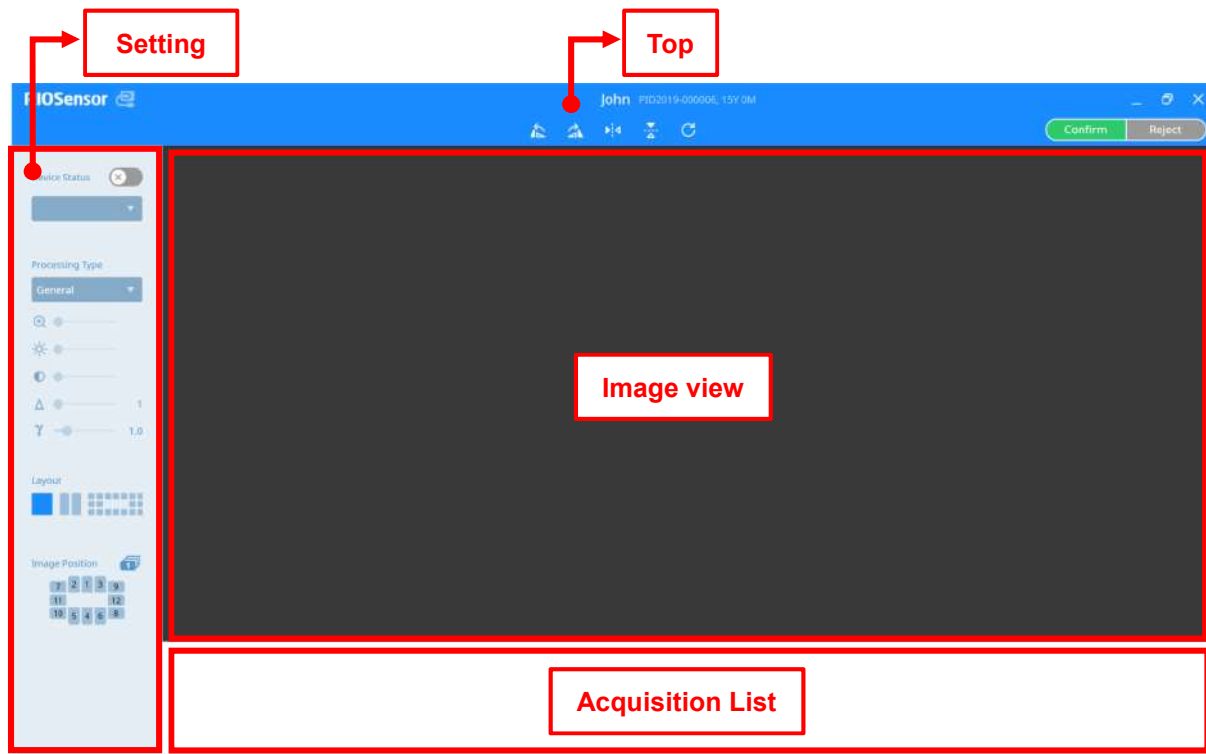 Setting
Top
PIOSensor
John PID2019-000006, 15Y 0M
Confirm Reject
Device Status
Processing Type
General
1
1.0
Layout
Image Position
1
7 2 1 3 9
11 12
10 5 4 6 8
Image view
Acquisition List